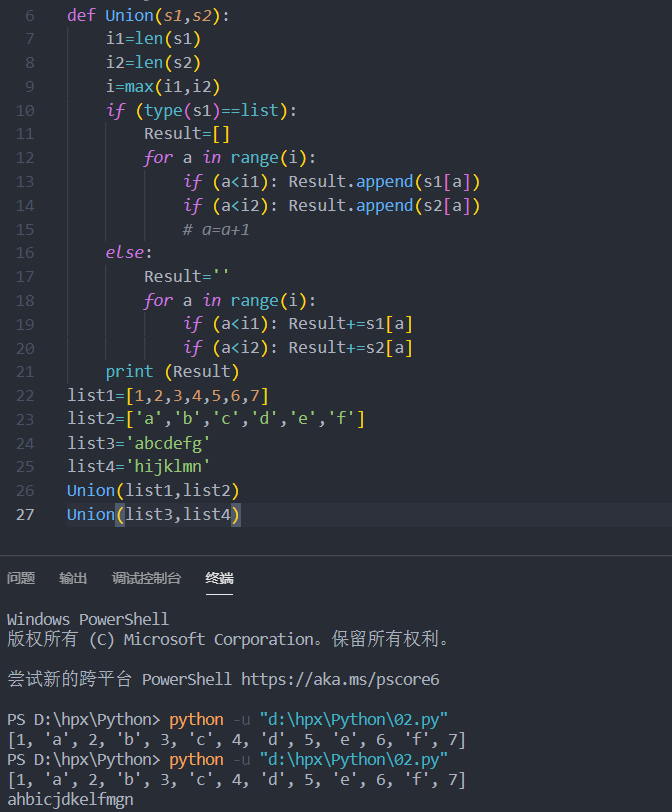 6 def Union(s1,s2):
7 i1=len(s1)
8 i2=len(s2)
9 i=max(i1,i2)
10 if (type(s1)==list):
11 Result=[]
12 for a in range(i):
13 if (a<i1): Result.append(s1[a])
14 if (a<i2): Result.append(s2[a])
15 # a=a+1
16 else:
17 Result=''
18 for a in range(i):
19 if (a<i1): Result+=s1[a]
20 if (a<i2): Result+=s2[a]
21 print (Result)
22 list1=[1,2,3,4,5,6,7]
23 list2=['a','b','c','d','e','f']
24 list3='abcdefg'
25 list4='hijklmn'
26 Union(list1,list2)
27 Union(list3,list4)
问题 输出 调试控制台 终端
Windows PowerShell
版权所有 (C) Microsoft Corporation。保留所有权利。
尝试新的跨平台 PowerShell https://aka.ms/pscore6
PS D:\hpx\Python> python -u "d:\hpx\Python\02.py"
[1, 'a', 2, 'b', 3, 'c', 4, 'd', 5, 'e', 6, 'f', 7]
PS D:\hpx\Python> python -u "d:\hpx\Python\02.py"
[1, 'a', 2, 'b', 3, 'c', 4, 'd', 5, 'e', 6, 'f', 7]
ahbicjdkelfmgn